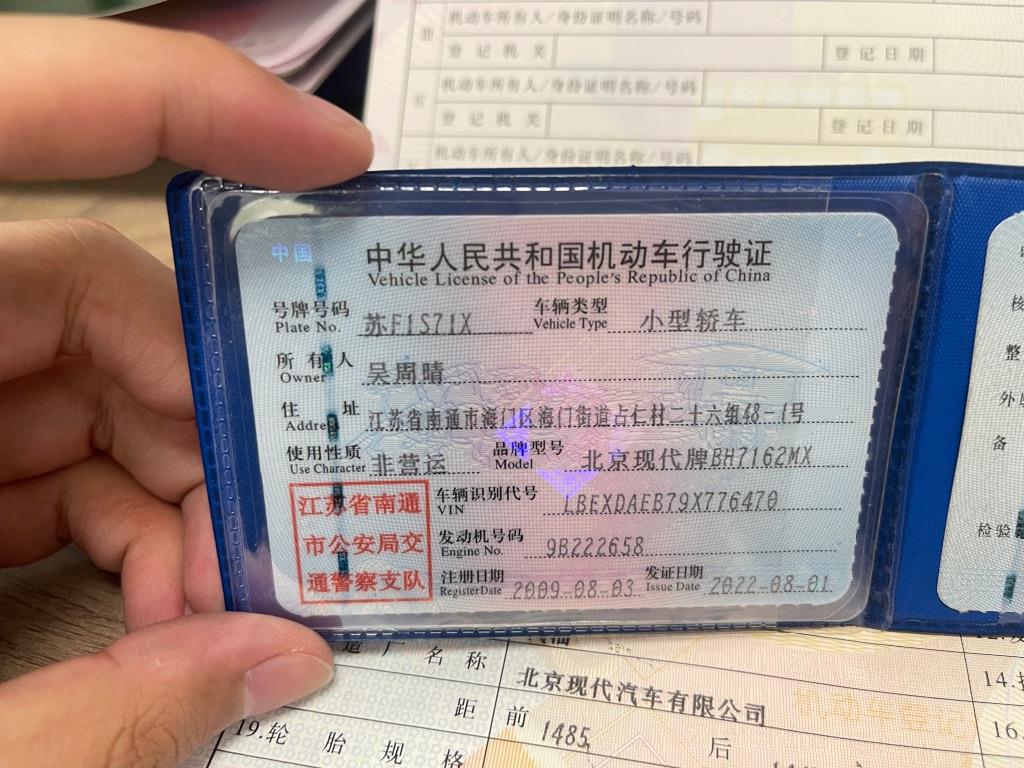 机动车所有人/身份证明名称/号码
登记机关 登记日期
机动车所有人/身份证明名称/号码
登记机关 登记日期
机动车所有人/身份证明名称/号码
中国
中华人民共和国机动车行驶证
Vehicle License of the People's Republic of China
号牌号码 苏F1S71X 车辆类型 小型轿车
Plate No. Vehicle Type
所有人 吴周晴
Owner
住址 江苏省南通市海门区海门街道占仁村二十六组48-1号
Address
使用性质 非营运 品牌型号 北京现代牌BH7162MX
Use Character Model
车辆识别代号 LBEXDAEB79X776470
VIN
发动机号码 9B222658
Engine No.
注册日期 2009-08-03 发证日期 2022-08-01
Register Date Issue Date
江苏省南通
市公安局交
通警察支队
核
整
外
备
检验
造厂名称 北京现代汽车有限公司
距 前 1485 后
19.轮胎规格
14.
16.